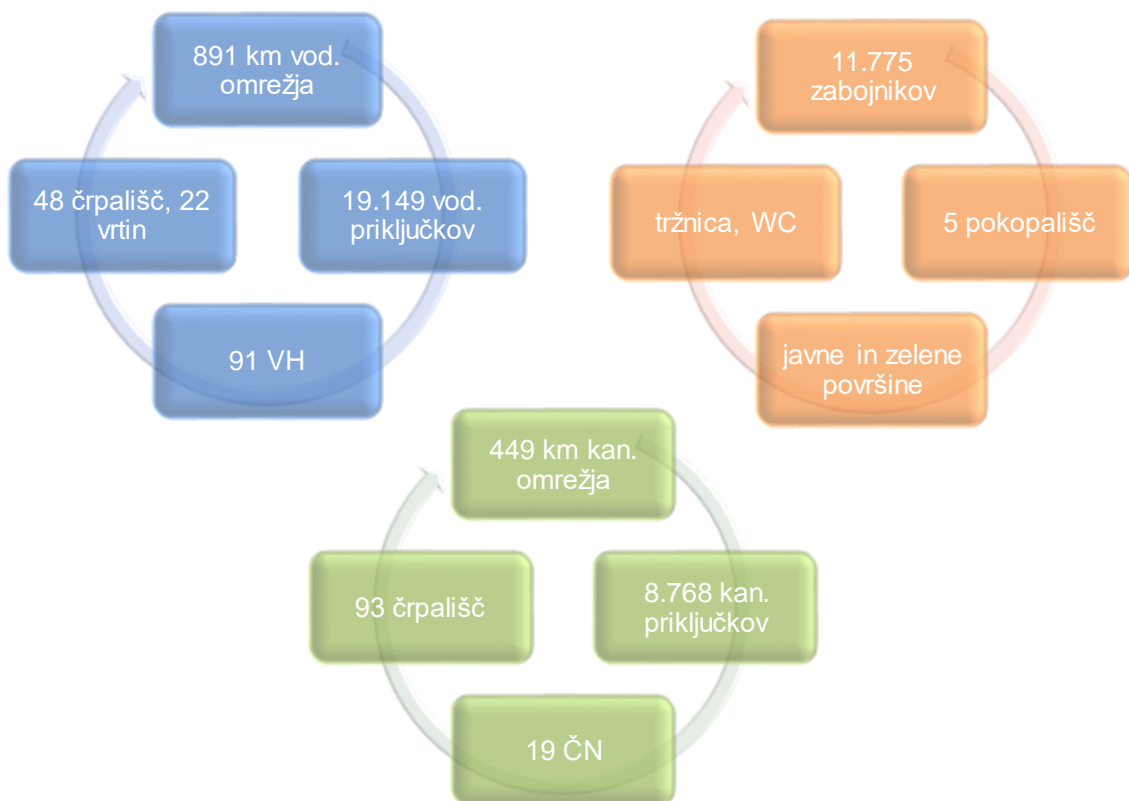 891 km vod.
omrežja
19.149 vod.
priključkov
91 VH
48 črpališč, 22
vrtin
11.775
zabojnikov
5 pokopališč
javne in zelene
površine
tržnica, WC
449 km kan.
omrežja
8.768 kan.
priključkov
19 ČN
93 črpališč